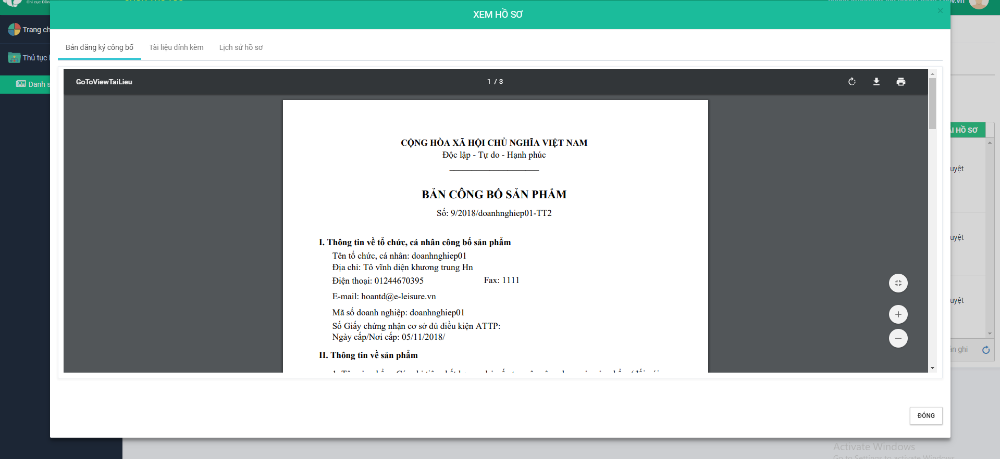 XEM HỒ SƠ
×
Trang ch
Thủ tục
Danh s
Bản đăng ký công bố
Tài liệu đính kèm
Lịch sử hồ sơ
GoToViewTaiLieu
1 / 3
CỘNG HÒA XÃ HỘI CHỦ NGHĨA VIỆT NAM
Độc lập - Tự do - Hạnh phúc
BẢN CÔNG BỐ SẢN PHẨM
Số: 9/2018/doanhnghiep01-TT2
I. Thông tin về tổ chức, cá nhân công bố sản phẩm
Tên tổ chức, cá nhân: doanhnghiep01
Địa chỉ: Tô vĩnh diện khương trung Hn
Điện thoại: 01244670395 Fax: 1111
E-mail: hoantd@e-leisure.vn
Mã số doanh nghiệp: doanhnghiep01
Số Giấy chứng nhận cơ sở đủ điều kiện ATTP:
Ngày cấp/Nơi cấp: 05/11/2018/
II. Thông tin về sản phẩm
HỒ SƠ
uyệt
uyệt
uyệt
ghi
ĐÓNG
Activate Windows
Go to Settings to activate Windows